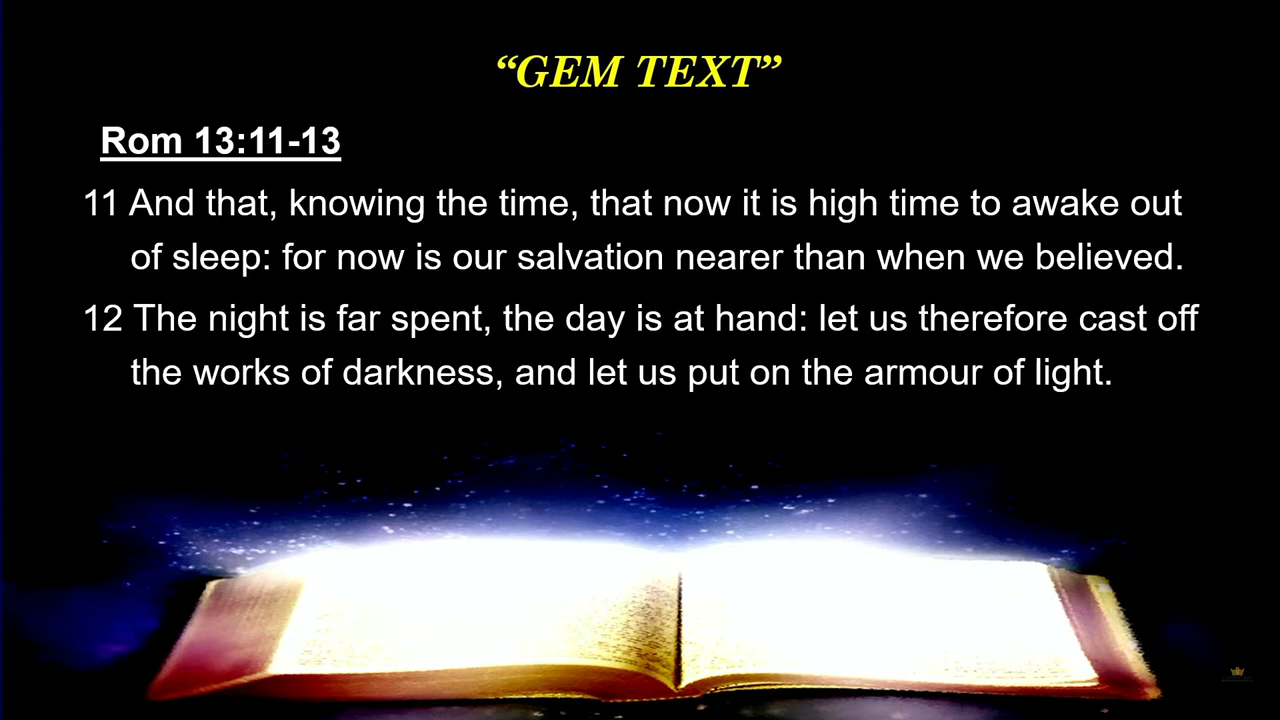 “GEM TEXT”
Rom 13:11-13
11 And that, knowing the time, that now it is high time to awake out
of sleep: for now is our salvation nearer than when we believed.
12 The night is far spent, the day is at hand: let us therefore cast off
the works of darkness, and let us put on the armour of light.